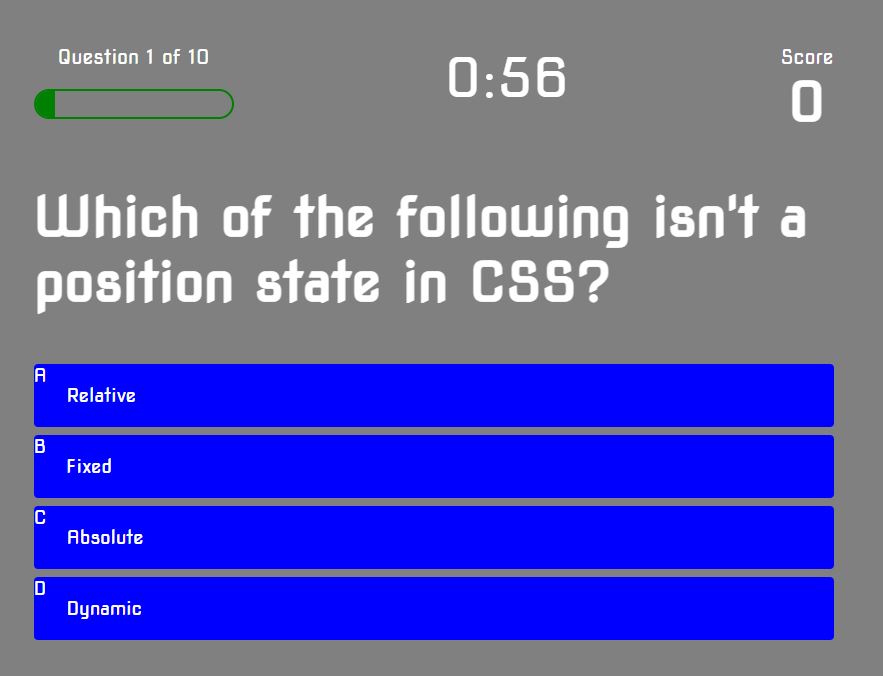 Question 1 of 10
0:56
Score
0
Which of the following isn't a
position state in CSS?
A
Relative
B
Fixed
C
Absolute
D
Dynamic